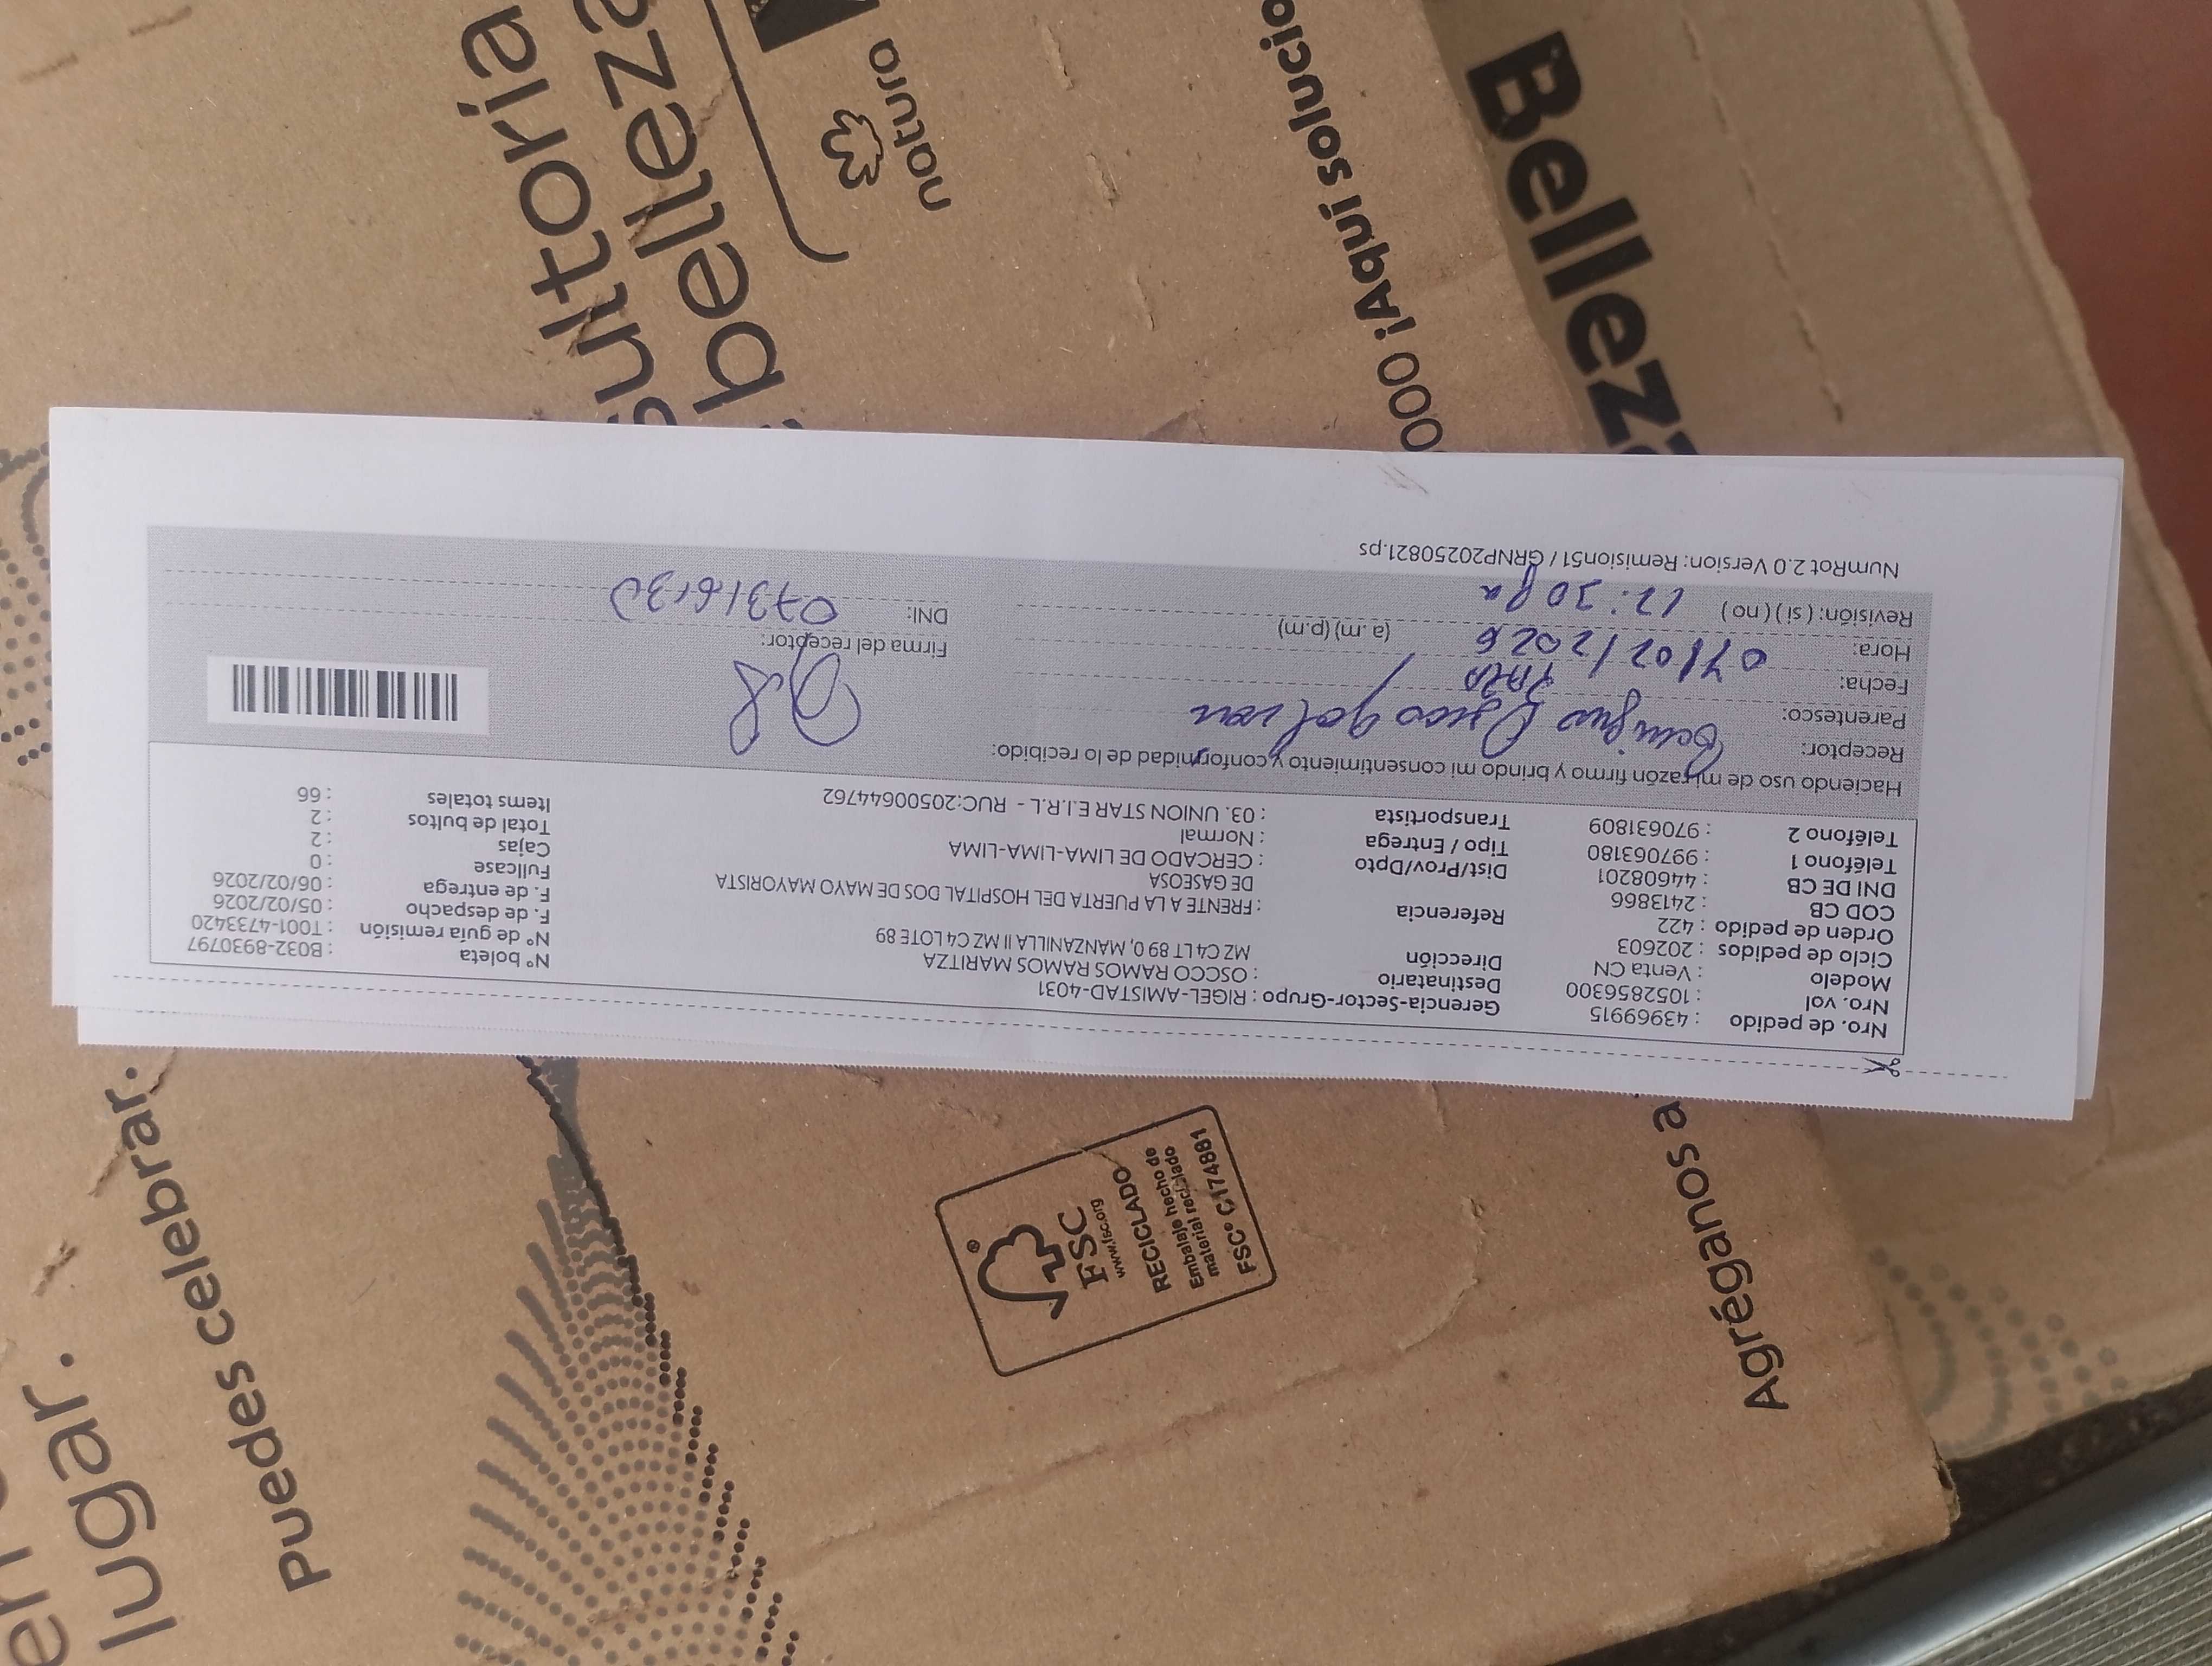 Nro. de pedido : 43969915 Gerencia-Sector-Grupo : RIGEL-AMISTAD-4031 Nº boleta : B032-8930797
Nro. vol : 1052856300 Destinatario : OSCCO RAMOS RAMOS MARITZA Nº de guía remisión : T001-4733420
Modelo : Venta CN Dirección MZ C4 LT 89 0, MANZANILLA II MZ C4 LOTE 89 F. de despacho : 05/02/2026
Ciclo de pedidos : 202603 F. de entrega : 06/02/2026
Orden de pedido : 422 Referencia : FRENTE A LA PUERTA DEL HOSPITAL DOS DE MAYO MAYORISTA Fullcase : 0
COD CB : 2413866 DE GASEOSA Cajas : 2
DNI DE CB : 44608201 Dist/Prov/Dpto : CERCADO DE LIMA-LIMA-LIMA Total de bultos : 2
Teléfono 1 : 997063180 Tipo / Entrega : Normal Items totales : 66
Teléfono 2 : 970631809 Transportista : 03. UNION STAR E.I.R.L - RUC:20500644762
Haciendo uso de mi razón firmo y brindo mi consentimiento y conformidad de lo recibido:
Receptor:
Parentesco:
Fecha: 07/02/2026
Hora: (a.m) (p.m) Firma del receptor:
Revisión: ( si ) ( no ) DNI:
NumRot 2.0 Version: Remision51 / GRNP20250821.ps
natura
belleza
sultoría
000 ¡Aquí solucio
Belleza
Agréganos a
FSC
www.fsc.org
RECICLADO
Embalaje hecho de
material reciclado
FSC® C174881
lugar.
Puedes celebrar.